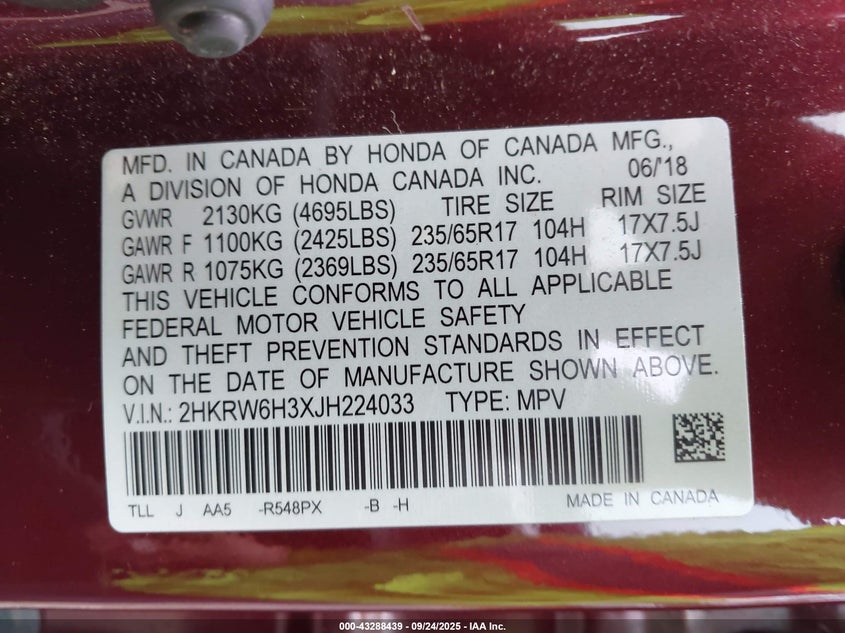 MFD. IN CANADA BY HONDA OF CANADA MFG.,
A DIVISION OF HONDA CANADA INC. 06/'18
GVWR 2130KG (4695LBS) TIRE SIZE RIM SIZE
GAWR F 1100KG (2425LBS) 235/65R17 104H 17X7.5J
GAWR R 1075KG (2369LBS) 235/65R17 104H 17X7.5J
THIS VEHICLE CONFORMS TO ALL APPLICABLE
FEDERAL MOTOR VEHICLE SAFETY
AND THEFT PREVENTION STANDARDS IN EFFECT
ON THE DATE OF MANUFACTURE SHOWN ABOVE.
V.I.N.: 2HKRW6H3XJH224033 TYPE: MPV
TLL J AA5 -R548PX -B -H MADE IN CANADA
000-43288439 - 09/24/2025 - IAA Inc.